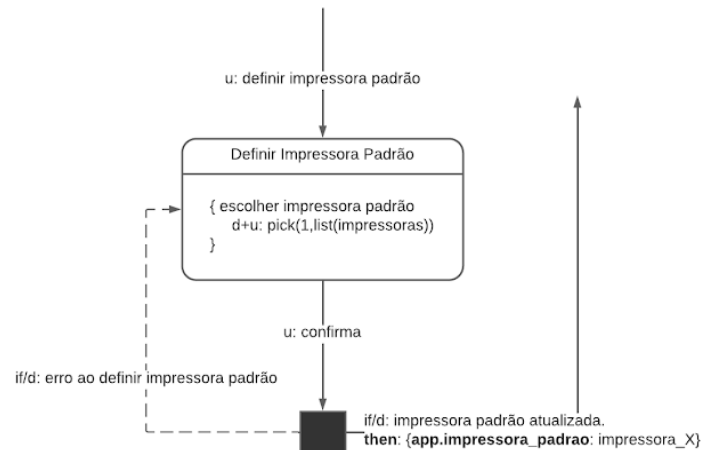 u: definir impressora padrão
Definir Impressora Padrão
{ escolher impressora padrão
d+u: pick(1,list(impressoras))
}
u: confirma
if/d: erro ao definir impressora padrão
if/d: impressora padrão atualizada.
then: {app.impressora_padrao: impressora_X}